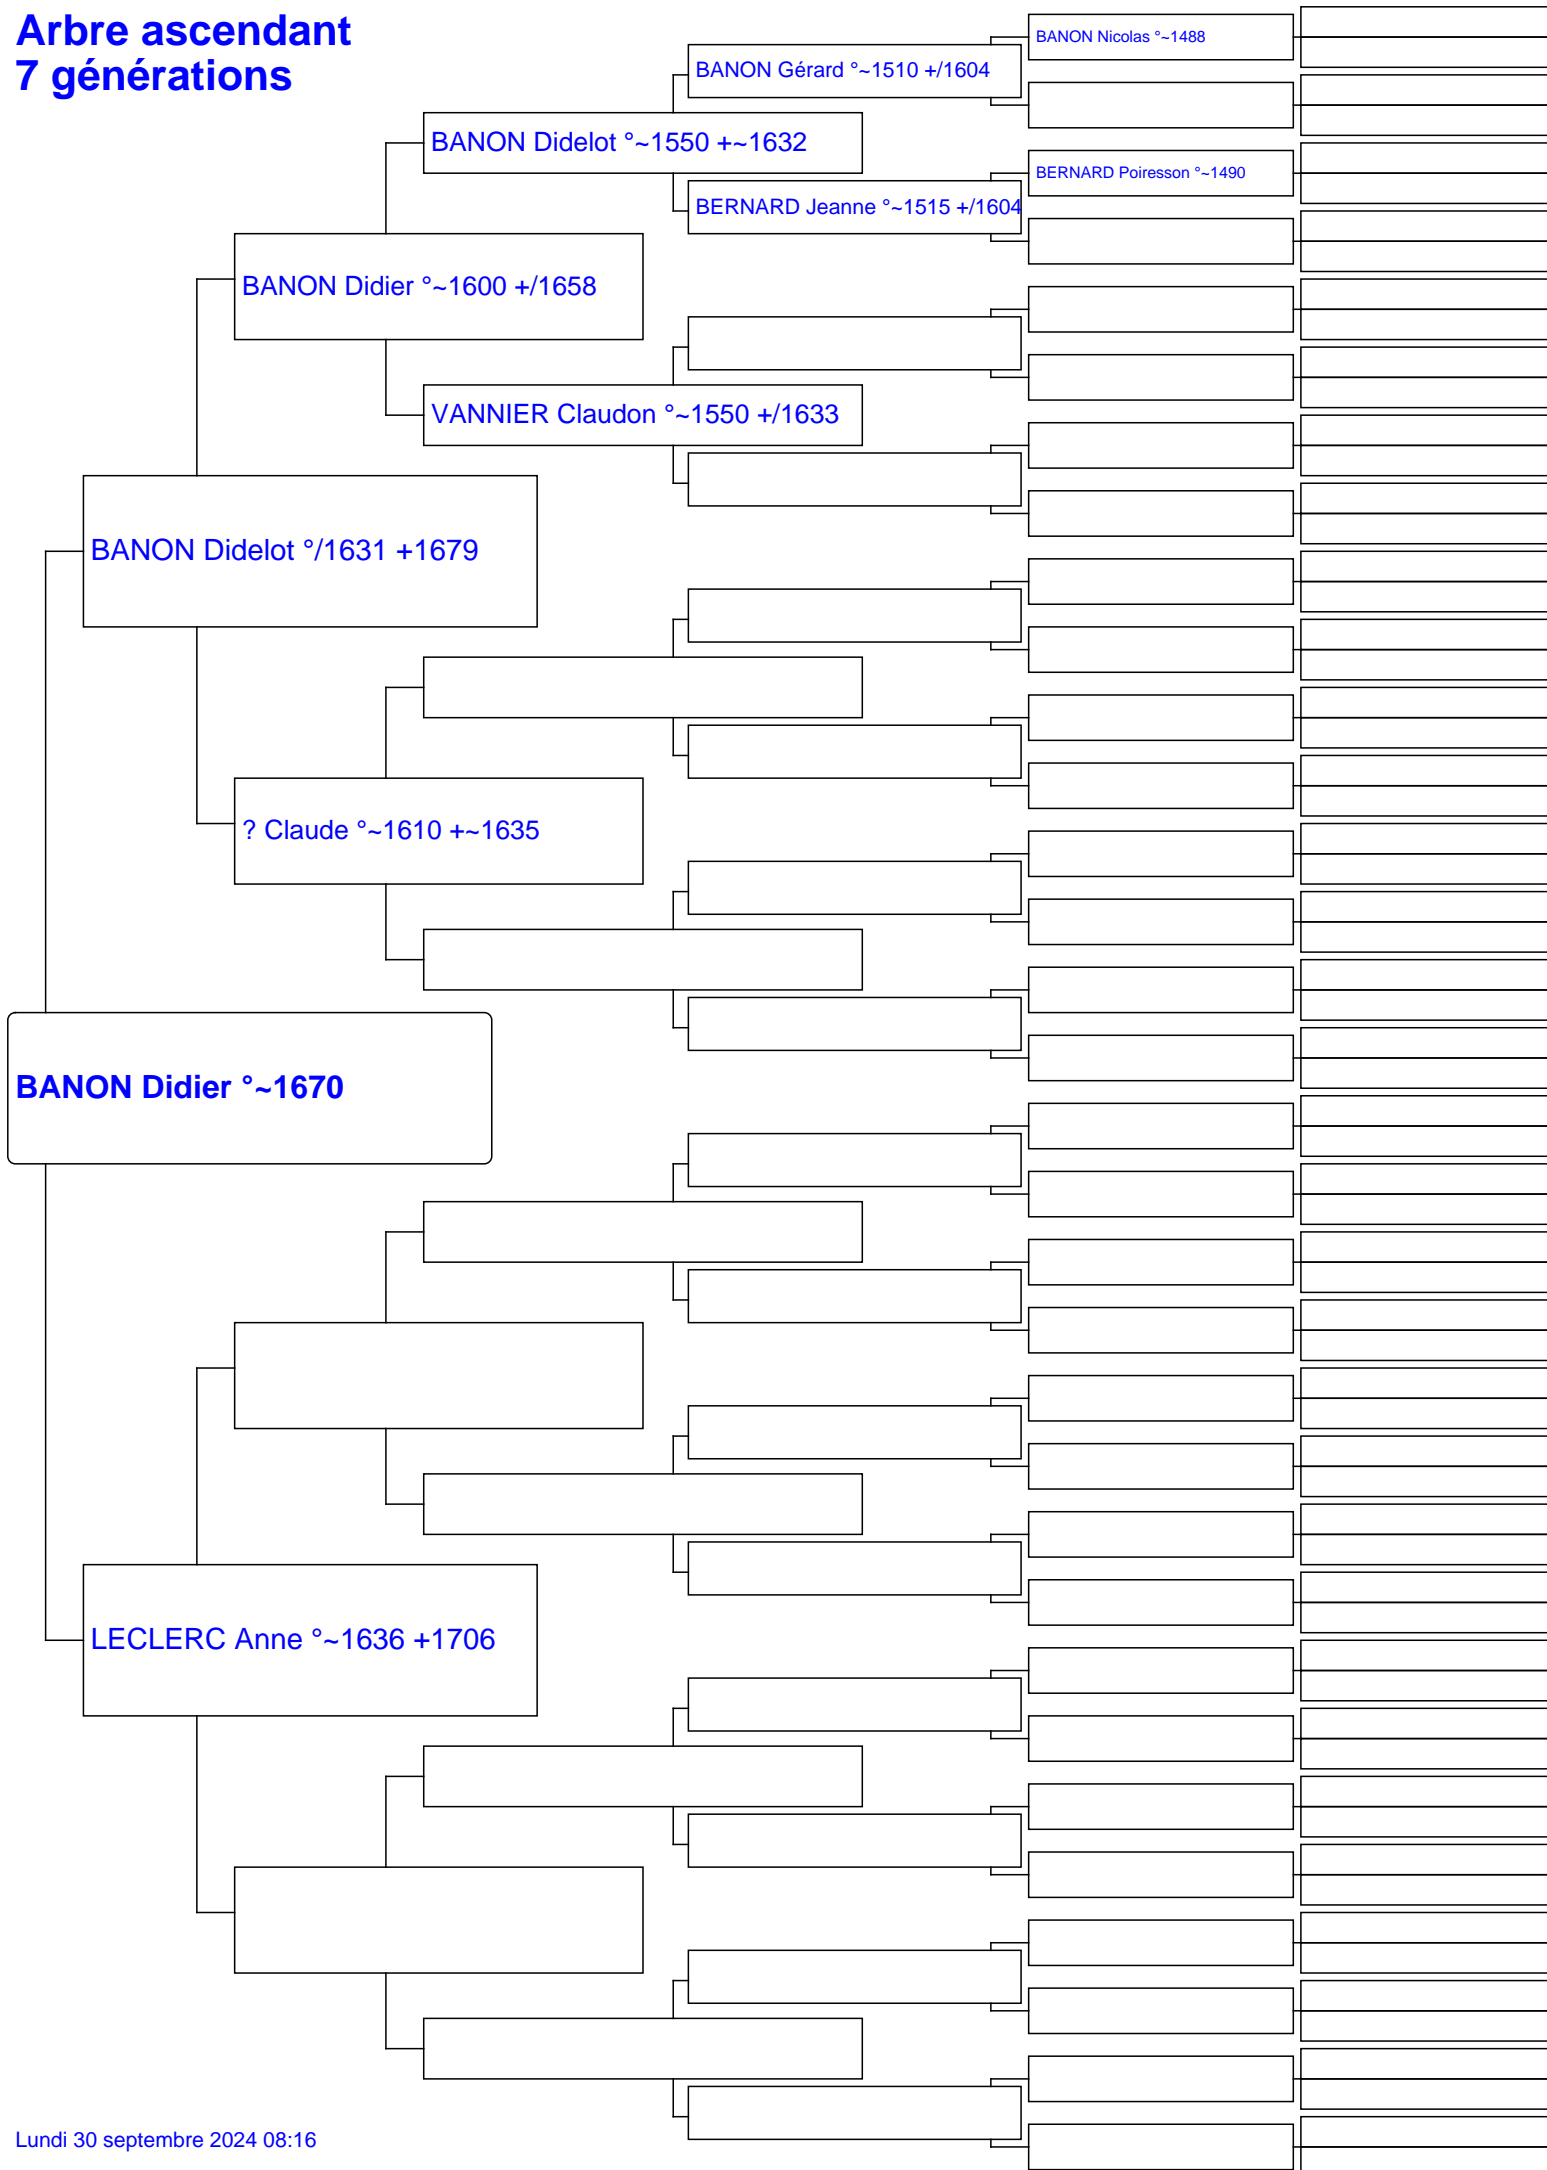 Arbre ascendant
7 générations
BANON Nicolas °~1488
BANON Gérard °~1510 +/1604
BANON Didelot °~1550 +~1632
BERNARD Poiresson °~1490
BERNARD Jeanne °~1515 +/1604
BANON Didier °~1600 +/1658
VANNIER Claudon °~1550 +/1633
BANON Didelot °/1631 +1679
? Claude °~1610 +~1635
BANON Didier °~1670
LECLERC Anne °~1636 +1706
Lundi 30 septembre 2024 08:16